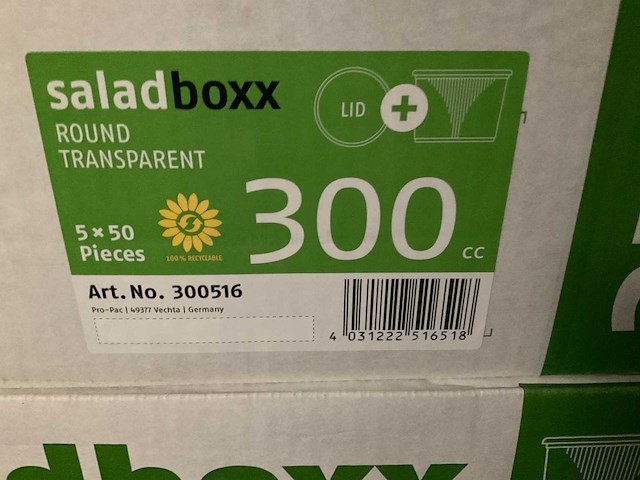 saladboxx
LID +
ROUND
TRANSPARENT
5 x 50
Pieces
100% RECYCLABLE
300 cc
Art. No. 300516
Pro-Pac | 49377 Vechta | Germany
4 031222 516518
dboxx